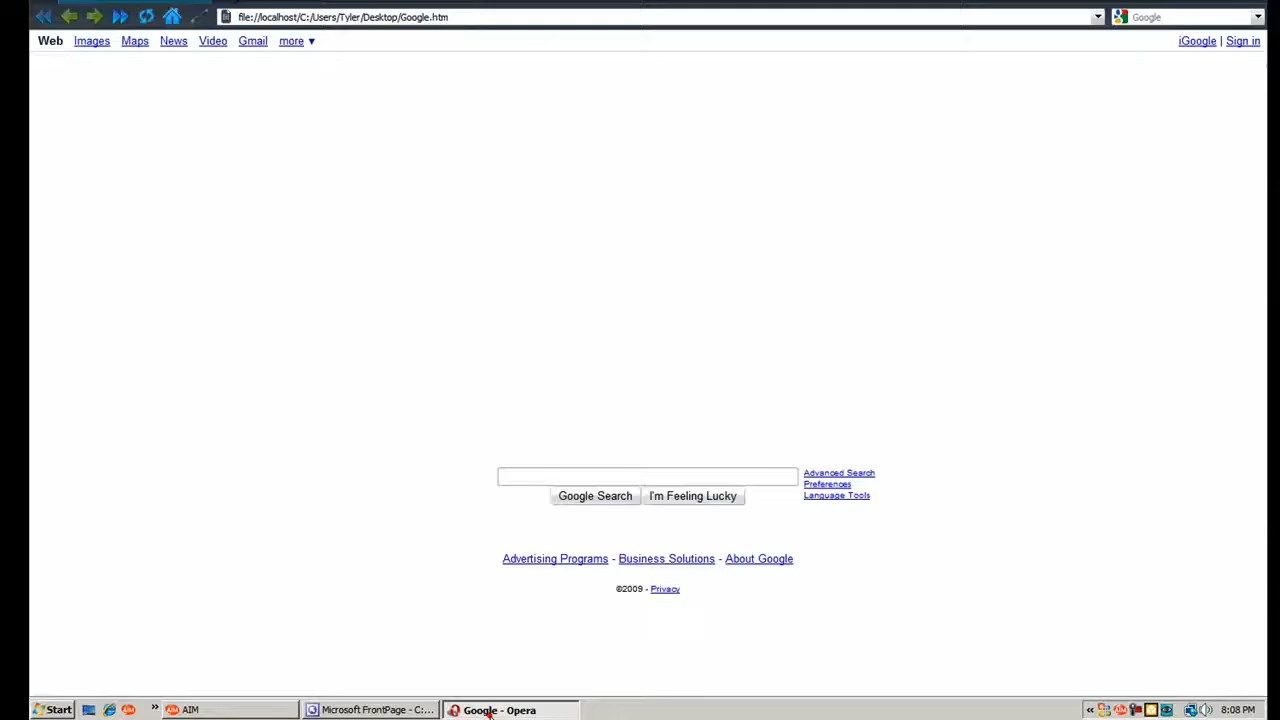 file://localhost/C:/Users/Tyler/Desktop/Google.htm Google
Web Images Maps News Video Gmail more ▼ iGoogle | Sign in
Advanced Search
Preferences
Google Search I'm Feeling Lucky Language Tools
Advertising Programs - Business Solutions - About Google
©2009 - Privacy
Start AIM » AIM Microsoft FrontPage - C:... Google - Opera « 8:08 PM